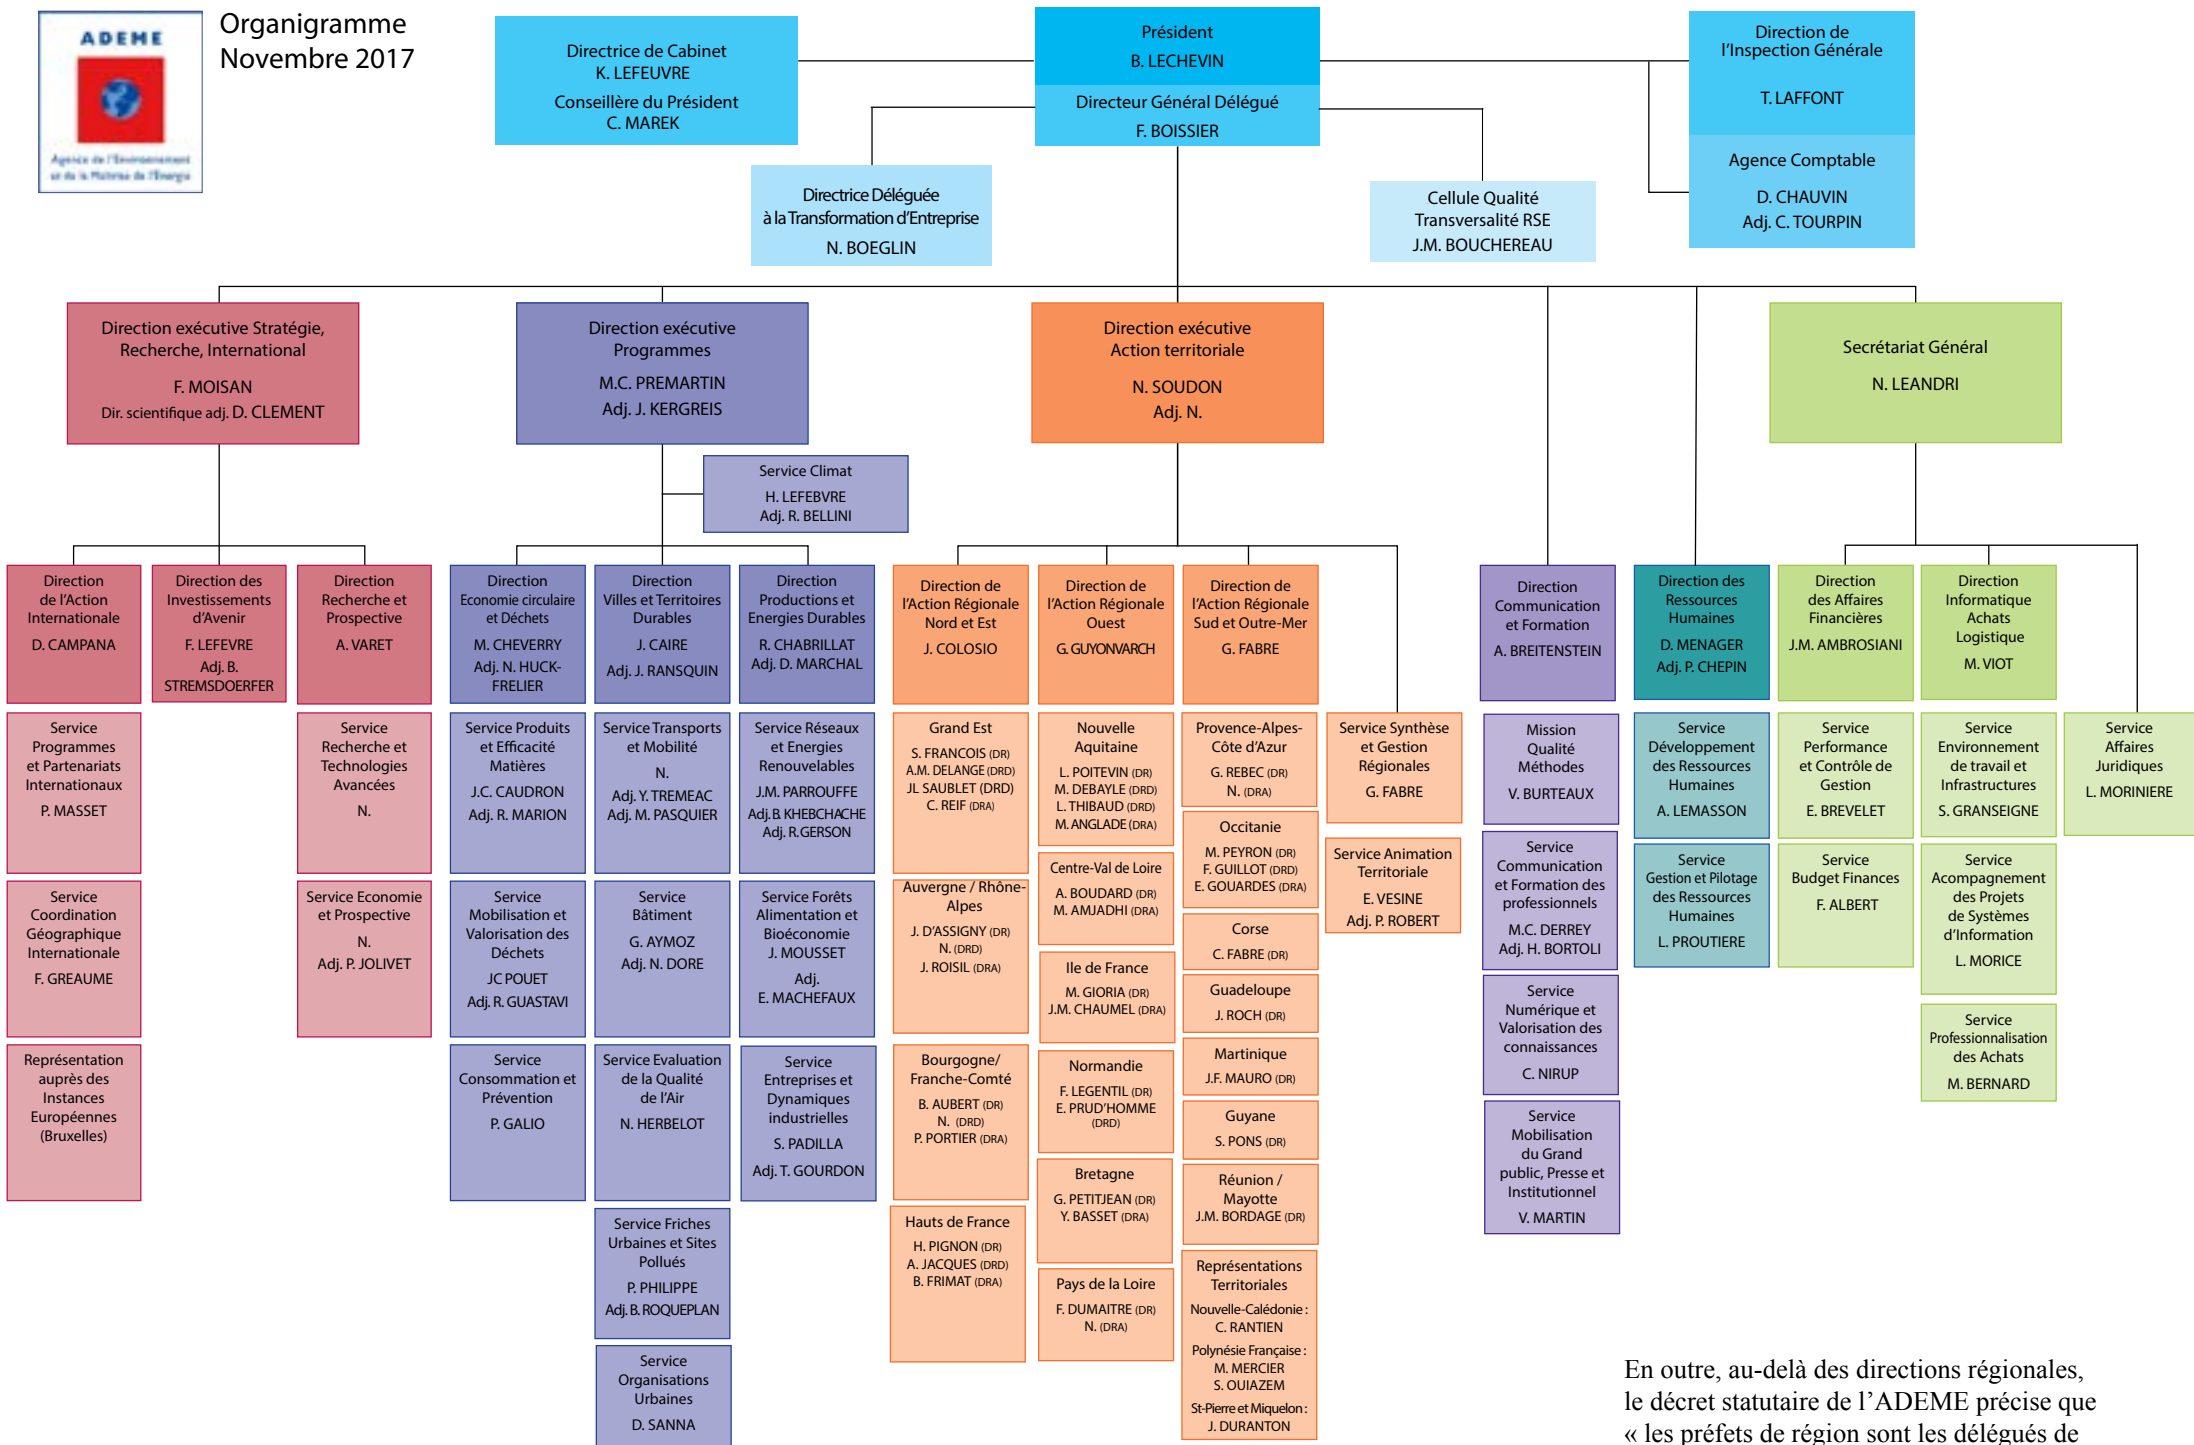 ADEME
Agence de l'Environnement
et de la Maîtrise de l'Energie
Organigramme
Novembre 2017
Directrice de Cabinet
K. LEFEUVRE
Conseillère du Président
C. MAREK
Président
B. LECHEVIN
Directeur Général Délégué
F. BOISSIER
Direction de
l'Inspection Générale
T. LAFFONT
Agence Comptable
D. CHAUVIN
Adj. C. TOURPIN
Directrice Déléguée
à la Transformation d'Entreprise
N. BOEGLIN
Cellule Qualité
Transversalité RSE
J.M. BOUCHEREAU
Direction exécutive Stratégie,
Recherche, International
F. MOISAN
Dir. scientifique adj. D. CLEMENT
Direction exécutive
Programmes
M.C. PREMARTIN
Adj. J. KERGREIS
Direction exécutive
Action territoriale
N. SOUDON
Adj. N.
Secrétariat Général
N. LEANDRI
Service Climat
H. LEFEBVRE
Adj. R. BELLINI
Direction
de l'Action
Internationale
D. CAMPANA
Direction des
Investissements
d'Avenir
F. LEFEVRE
Adj. B.
STREMSDOERFER
Direction
Recherche et
Prospective
A. VARET
Direction
Economie circulaire
et Déchets
M. CHEVERRY
Adj. N. HUCK-
FRELIER
Direction
Villes et Territoires
Durables
J. CAIRE
Adj. J. RANSQUIN
Direction
Productions et
Energies Durables
R. CHABRILLAT
Adj. D. MARCHAL
Direction de
l'Action Régionale
Nord et Est
J. COLOSIO
Direction de
l'Action Régionale
Ouest
G. GUYONVARCH
Direction de
l'Action Régionale
Sud et Outre-Mer
G. FABRE
Direction
Communication
et Formation
A. BREITENSTEIN
Direction des
Ressources
Humaines
D. MENAGER
Adj. P. CHEPIN
Direction
des Affaires
Financières
J.M. AMBROSIANI
Direction
Informatique
Achats
Logistique
M. VIOT
Service
Programmes
et Partenariats
Internationaux
P. MASSET
Service
Coordination
Géographique
Internationale
F. GREAUME
Représentation
auprès des
Instances
Européennes
(Bruxelles)
Service
Recherche et
Technologies
Avancées
N.
Service Economie
et Prospective
N.
Adj. P. JOLIVET
Service Produits
et Efficacité
Matières
J.C. CAUDRON
Adj. R. MARION
Service
Mobilisation et
Valorisation des
Déchets
JC POUET
Adj. R. GUASTAVI
Service
Consommation et
Prévention
P. GALIO
Service Transports
et Mobilité
N.
Adj. Y. TREMEAC
Adj. M. PASQUIER
Service
Bâtiment
G. AYMOZ
Adj. N. DORE
Service Evaluation
de la Qualité
de l'Air
N. HERBELOT
Service Friches
Urbaines et Sites
Pollués
P. PHILIPPE
Adj. B. ROQUEPLAN
Service
Organisations
Urbaines
D. SANNA
Service Réseaux
et Energies
Renouvelables
J.M. PARROUFFE
Adj. B. KHEBCHACHE
Adj. R. GERSON
Service Forêts
Alimentation et
Bioéconomie
J. MOUSSET
Adj.
E. MACHEFAUX
Service
Entreprises et
Dynamiques
industrielles
S. PADILLA
Adj. T. GOURDON
Grand Est
S. FRANCOIS (DR)
A.M. DELANGE (DRD)
JL SAUBLET (DRD)
C. REIF (DRA)
Auvergne / Rhône-
Alpes
J. D'ASSIGNY (DR)
N. (DRD)
J. ROISIL (DRA)
Bourgogne/
Franche-Comté
B. AUBERT (DR)
N. (DRD)
P. PORTIER (DRA)
Hauts de France
H. PIGNON (DR)
A. JACQUES (DRD)
B. FRIMAT (DRA)
Nouvelle
Aquitaine
L. POITEVIN (DR)
M. DEBAYLE (DRD)
L. THIBAUD (DRD)
M. ANGLADE (DRA)
Centre-Val de Loire
A. BOUDARD (DR)
M. AMJADHI (DRA)
Ile de France
M. GIORIA (DR)
J.M. CHAUMEL (DRA)
Normandie
F. LEGENTIL (DR)
E. PRUD'HOMME
(DRD)
Bretagne
G. PETITJEAN (DR)
Y. BASSET (DRA)
Pays de la Loire
F. DUMAITRE (DR)
N. (DRA)
Provence-Alpes-
Côte d'Azur
G. REBEC (DR)
N. (DRA)
Occitanie
M. PEYRON (DR)
F. GUILLOT (DRD)
E. GOUARDES (DRA)
Corse
C. FABRE (DR)
Guadeloupe
J. ROCH (DR)
Martinique
J.F. MAURO (DR)
Guyane
S. PONS (DR)
Réunion /
Mayotte
J.M. BORDAGE (DR)
Représentations
Territoriales
Nouvelle-Calédonie :
C. RANTIEN
Polynésie Française :
M. MERCIER
S. OUIAZEM
St-Pierre et Miquelon :
J. DURANTON
Service Synthèse
et Gestion
Régionales
G. FABRE
Service Animation
Territoriale
E. VESINE
Adj. P. ROBERT
Mission
Qualité
Méthodes
V. BURTEAUX
Service
Communication
et Formation des
professionnels
M.C. DERREY
Adj. H. BORTOLI
Service
Numérique et
Valorisation des
connaissances
C. NIRUP
Service
Mobilisation
du Grand
public, Presse et
Institutionnel
V. MARTIN
Service
Développement
des Ressources
Humaines
A. LEMASSON
Service
Gestion et Pilotage
des Ressources
Humaines
L. PROUTIERE
Service
Performance
et Contrôle de
Gestion
E. BREVELET
Service
Budget Finances
F. ALBERT
Service
Environnement
de travail et
Infrastructures
S. GRANSEIGNE
Service
Acompagnement
des Projets
de Systèmes
d'Information
L. MORICE
Service
Professionnalisation
des Achats
M. BERNARD
Service
Affaires
Juridiques
L. MORINIERE
En outre, au-delà des directions régionales,
le décret statutaire de l'ADEME précise que
« les préfets de région sont les délégués de